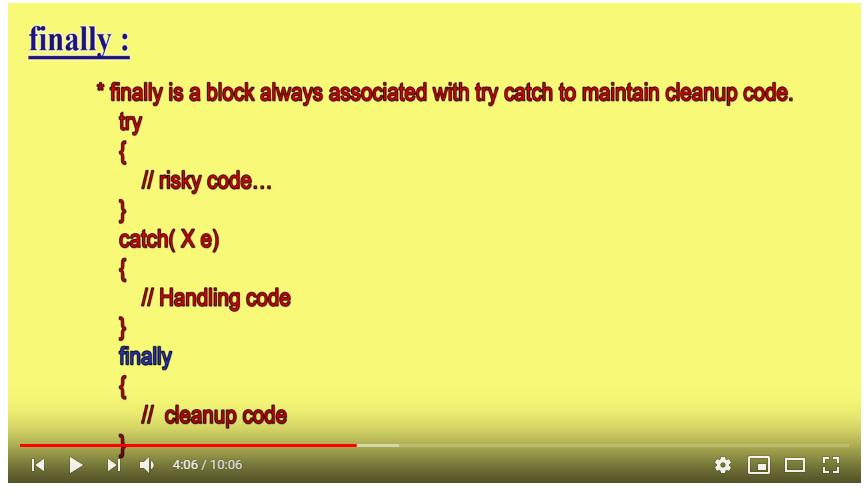 finally :
* finally is a block always associated with try catch to maintain cleanup code.
try
{
// risky code...
}
catch( X e)
{
// Handling code
}
finally
{
// cleanup code
}
4:06 / 10:06